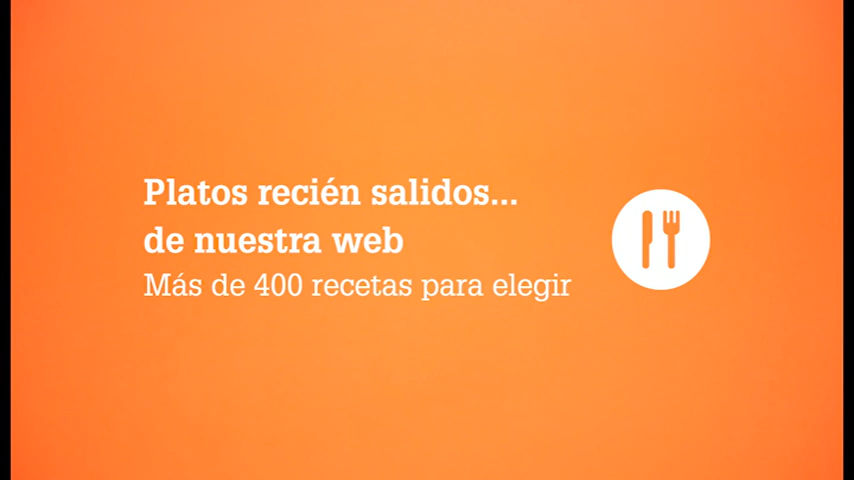 Platos recién salidos...
de nuestra web
Más de 400 recetas para elegir